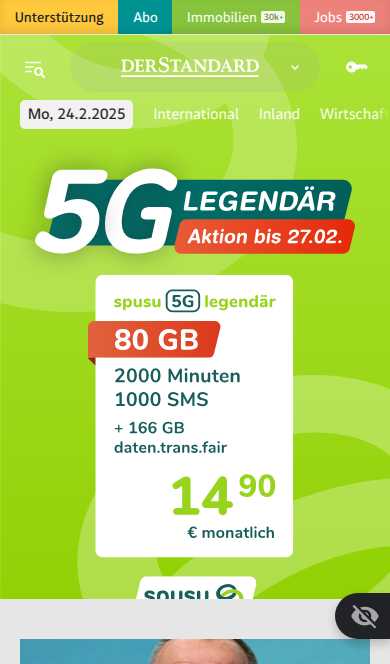 Unterstützung Abo Immobilien 30k+ Jobs 3000+
DERSTANDARD
Mo, 24.2.2025 International Inland Wirtschaf
5G LEGENDÄR
Aktion bis 27.02.
spusu 5G legendär
80 GB
2000 Minuten
1000 SMS
+ 166 GB
daten.trans.fair
14 90
€ monatlich
spusu